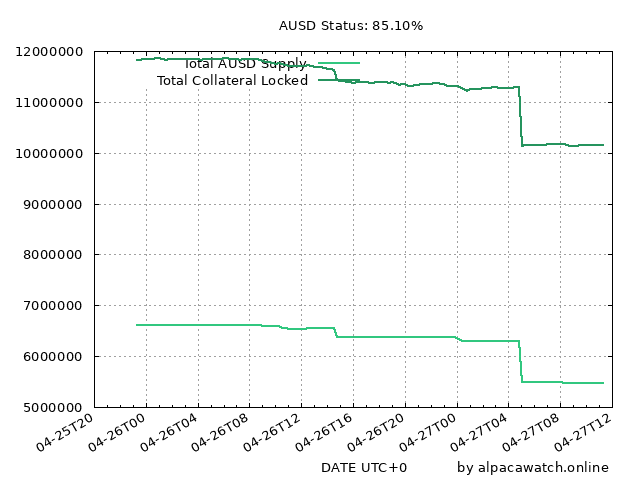 AUSD Status: 85.10%
12000000
11000000
10000000
9000000
8000000
7000000
6000000
5000000
Total AUSD Supply
Total Collateral Locked
04-25T20
04-26T00
04-26T04
04-26T08
04-26T12
04-26T16
04-26T20
04-27T00
04-27T04
04-27T08
04-27T12
DATE UTC+0
by alpacawatch.online